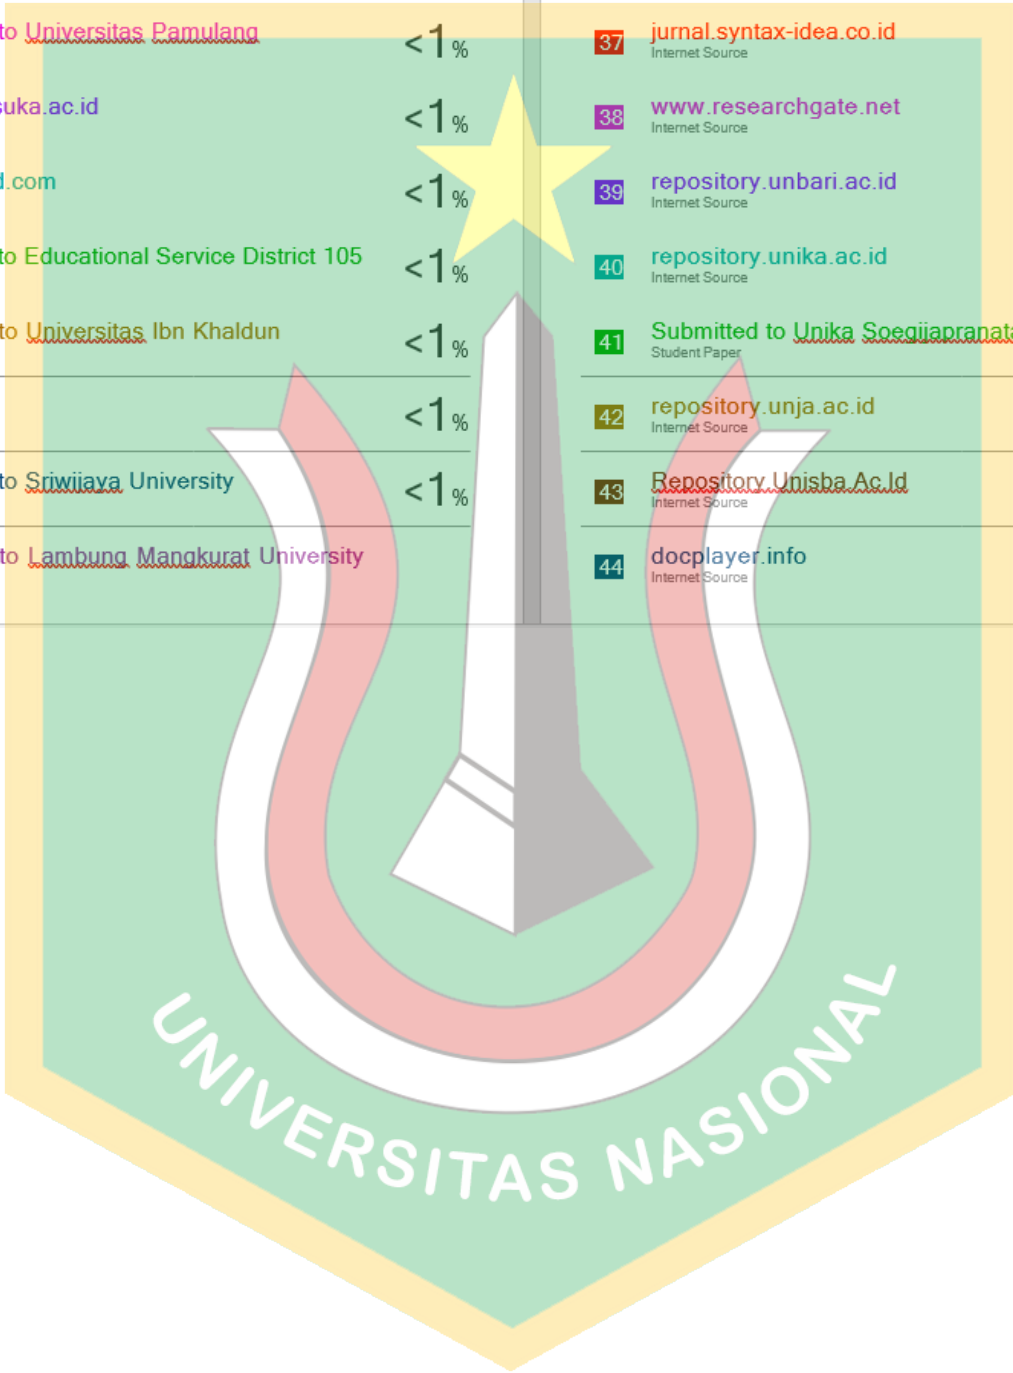 to Universitas Pamulang
<1%
suka.ac.id
<1%
d.com
<1%
to Educational Service District 105
<1%
to Universitas Ibn Khaldun
<1%
<1%
to Sriwijaya University
<1%
to Lambung Mangkurat University
37 jurnal.syntax-idea.co.id
Internet Source
38 www.researchgate.net
Internet Source
39 repository.unbari.ac.id
Internet Source
40 repository.unika.ac.id
Internet Source
41 Submitted to Unika Soegijapranata
Student Paper
42 repository.unja.ac.id
Internet Source
43 Repository.Unisba.Ac.Id
Internet Source
44 docplayer.info
Internet Source
UNIVERSITAS NASIONAL